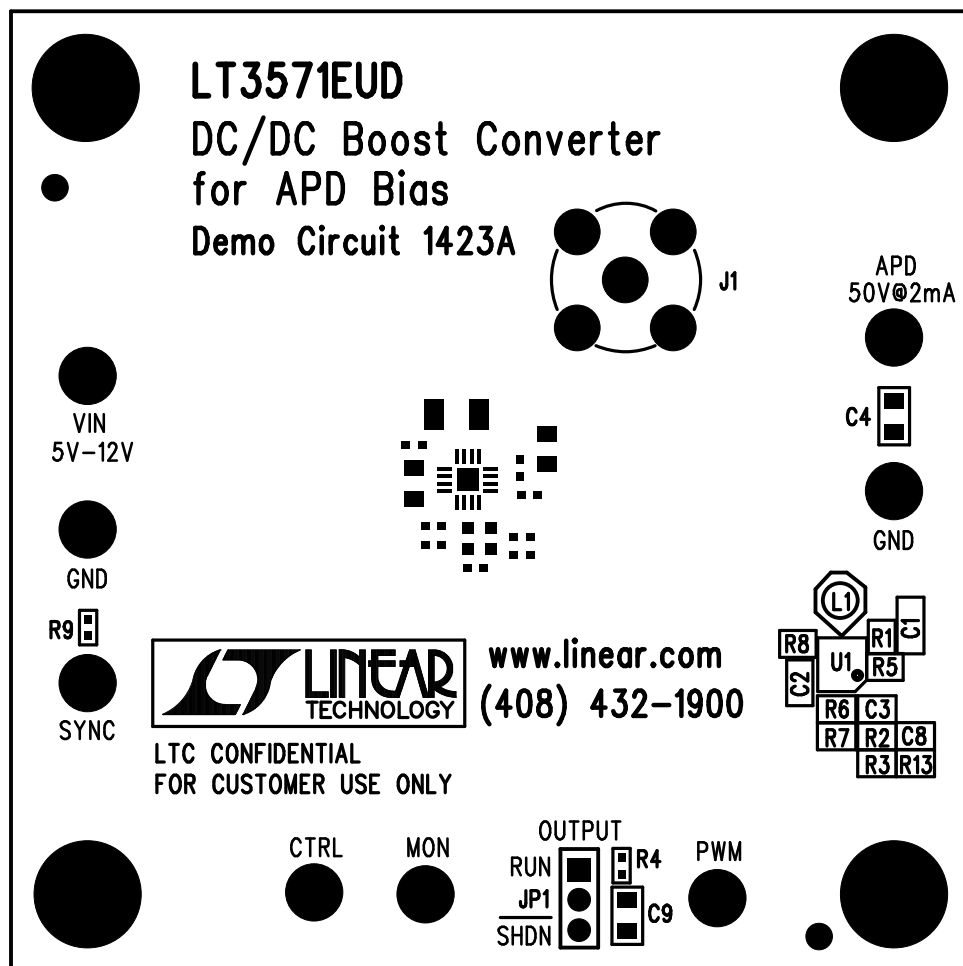 LT3571EUD
DC/DC Boost Converter
for APD Bias
Demo Circuit 1423A
J1
APD
50V@2mA
VIN
5V-12V
C4
GND
GND
R9
SYNC
L1
R8
R1
C1
U1
R5
C2
R6
C3
R7
R2
C8
R3
R13
LINEAR
TECHNOLOGY
www.linear.com
(408) 432-1900
LTC CONFIDENTIAL
FOR CUSTOMER USE ONLY
CTRL
MON
OUTPUT
RUN
JP1
SHDN
R4
C9
PWM